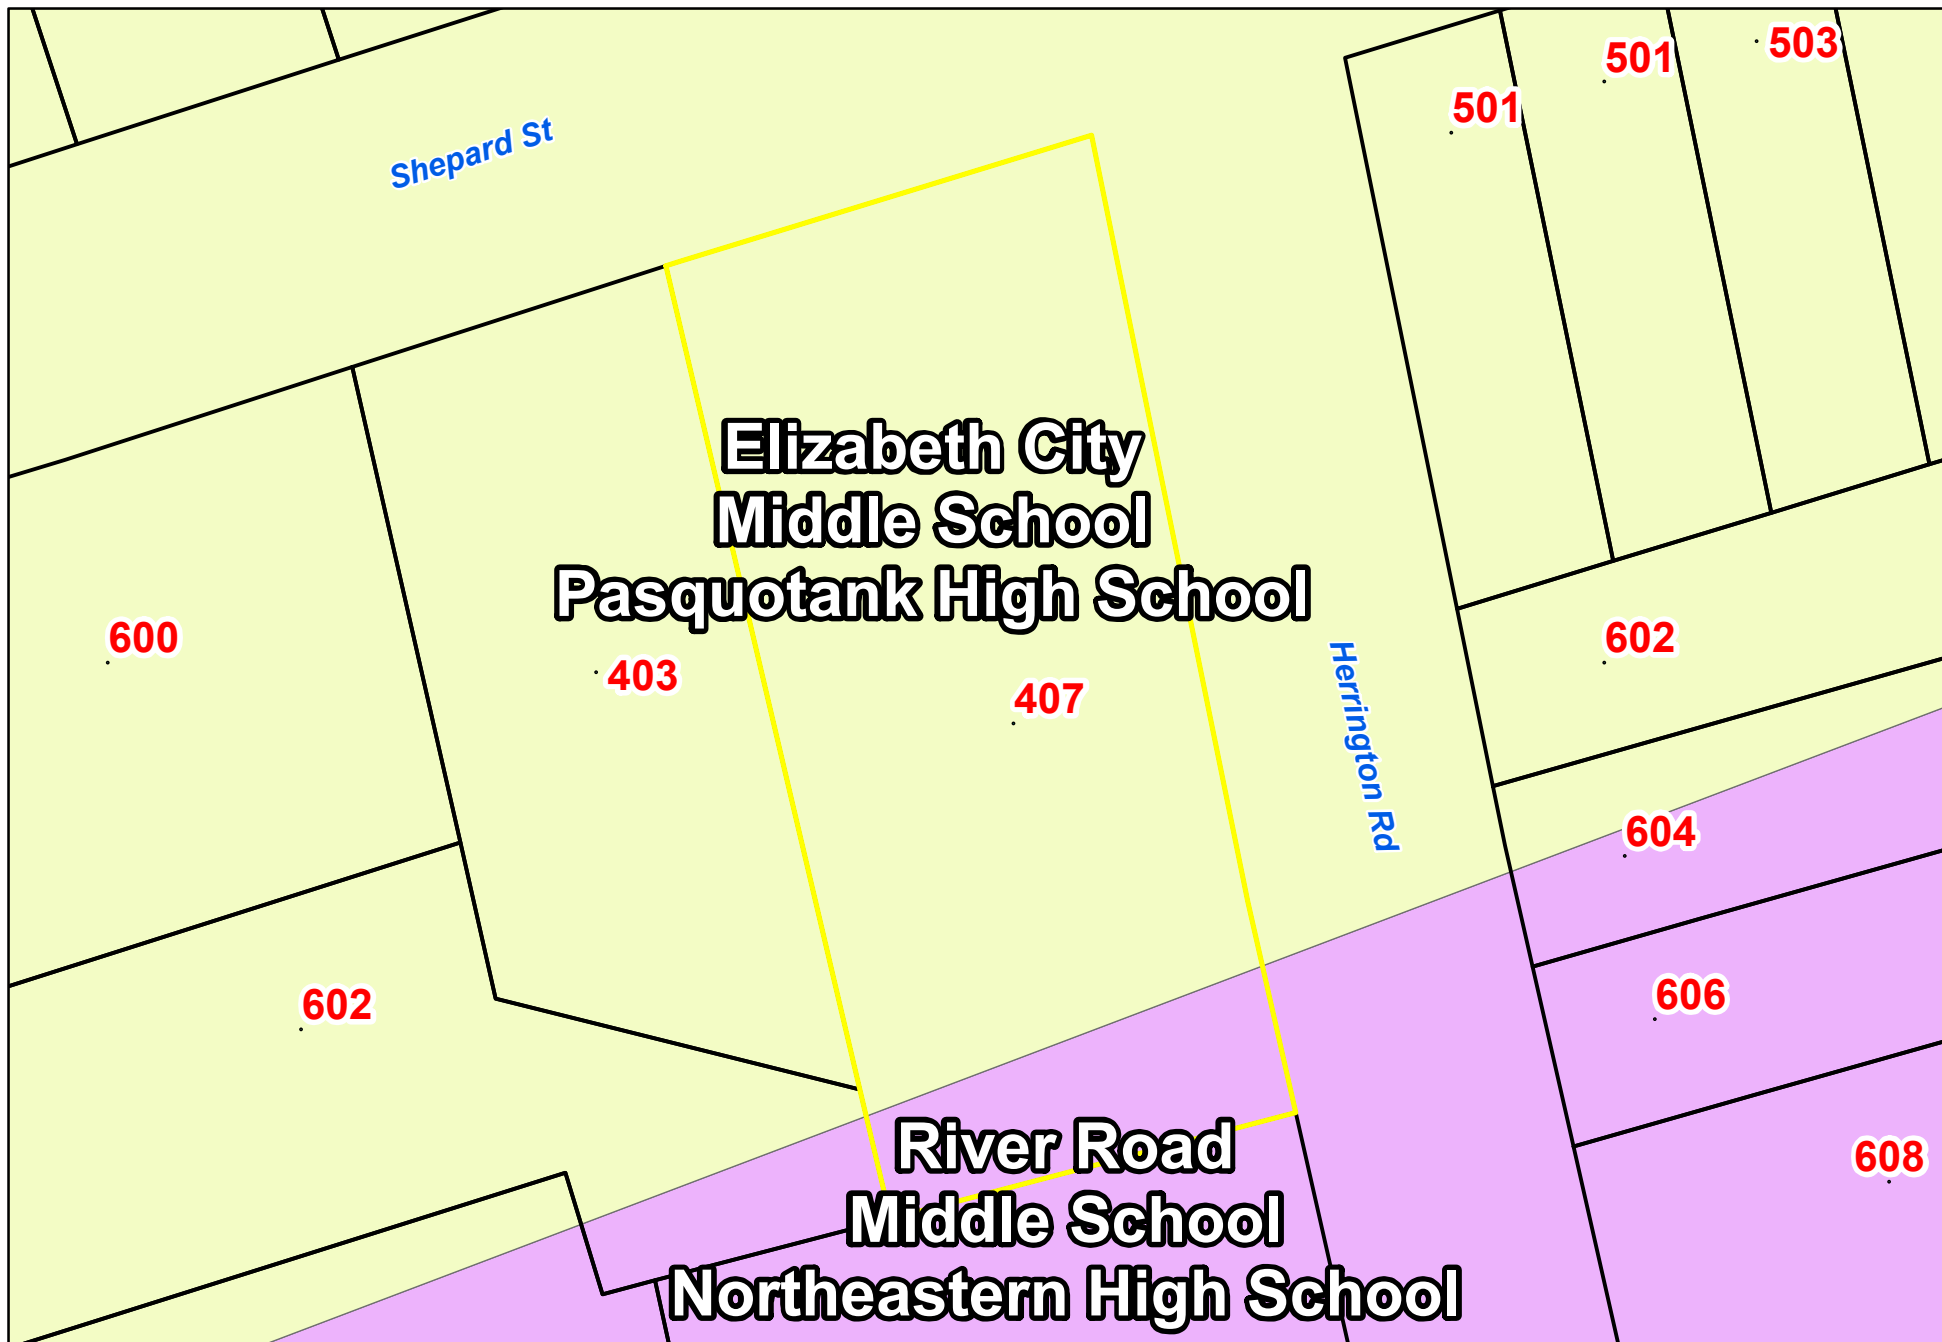 503
501
501
Shepard St
Elizabeth City
Middle School
Pasquotank High School
600
403
407
602
Herrington Rd
604
602
606
608
River Road
Middle School
Northeastern High School